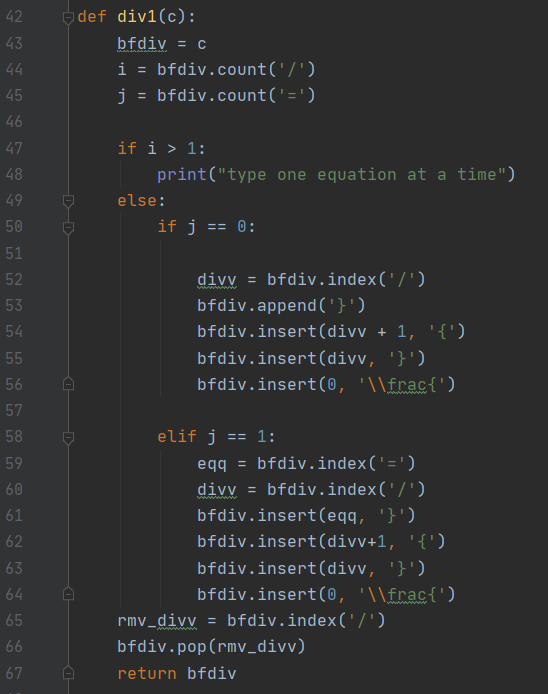 42 def div1(c):
43     bfdiv = c
44     i = bfdiv.count('/')
45     j = bfdiv.count('=')
46
47     if i > 1:
48         print("type one equation at a time")
49     else:
50         if j == 0:
51
52             divv = bfdiv.index('/')
53             bfdiv.append('}')
54             bfdiv.insert(divv + 1, '{')
55             bfdiv.insert(divv, '}')
56             bfdiv.insert(0, '\\frac{')
57
58         elif j == 1:
59             eqq = bfdiv.index('=')
60             divv = bfdiv.index('/')
61             bfdiv.insert(eqq, '}')
62             bfdiv.insert(divv+1, '{')
63             bfdiv.insert(divv, '}')
64             bfdiv.insert(0, '\\frac{')
65     rmv_divv = bfdiv.index('/')
66     bfdiv.pop(rmv_divv)
67     return bfdiv